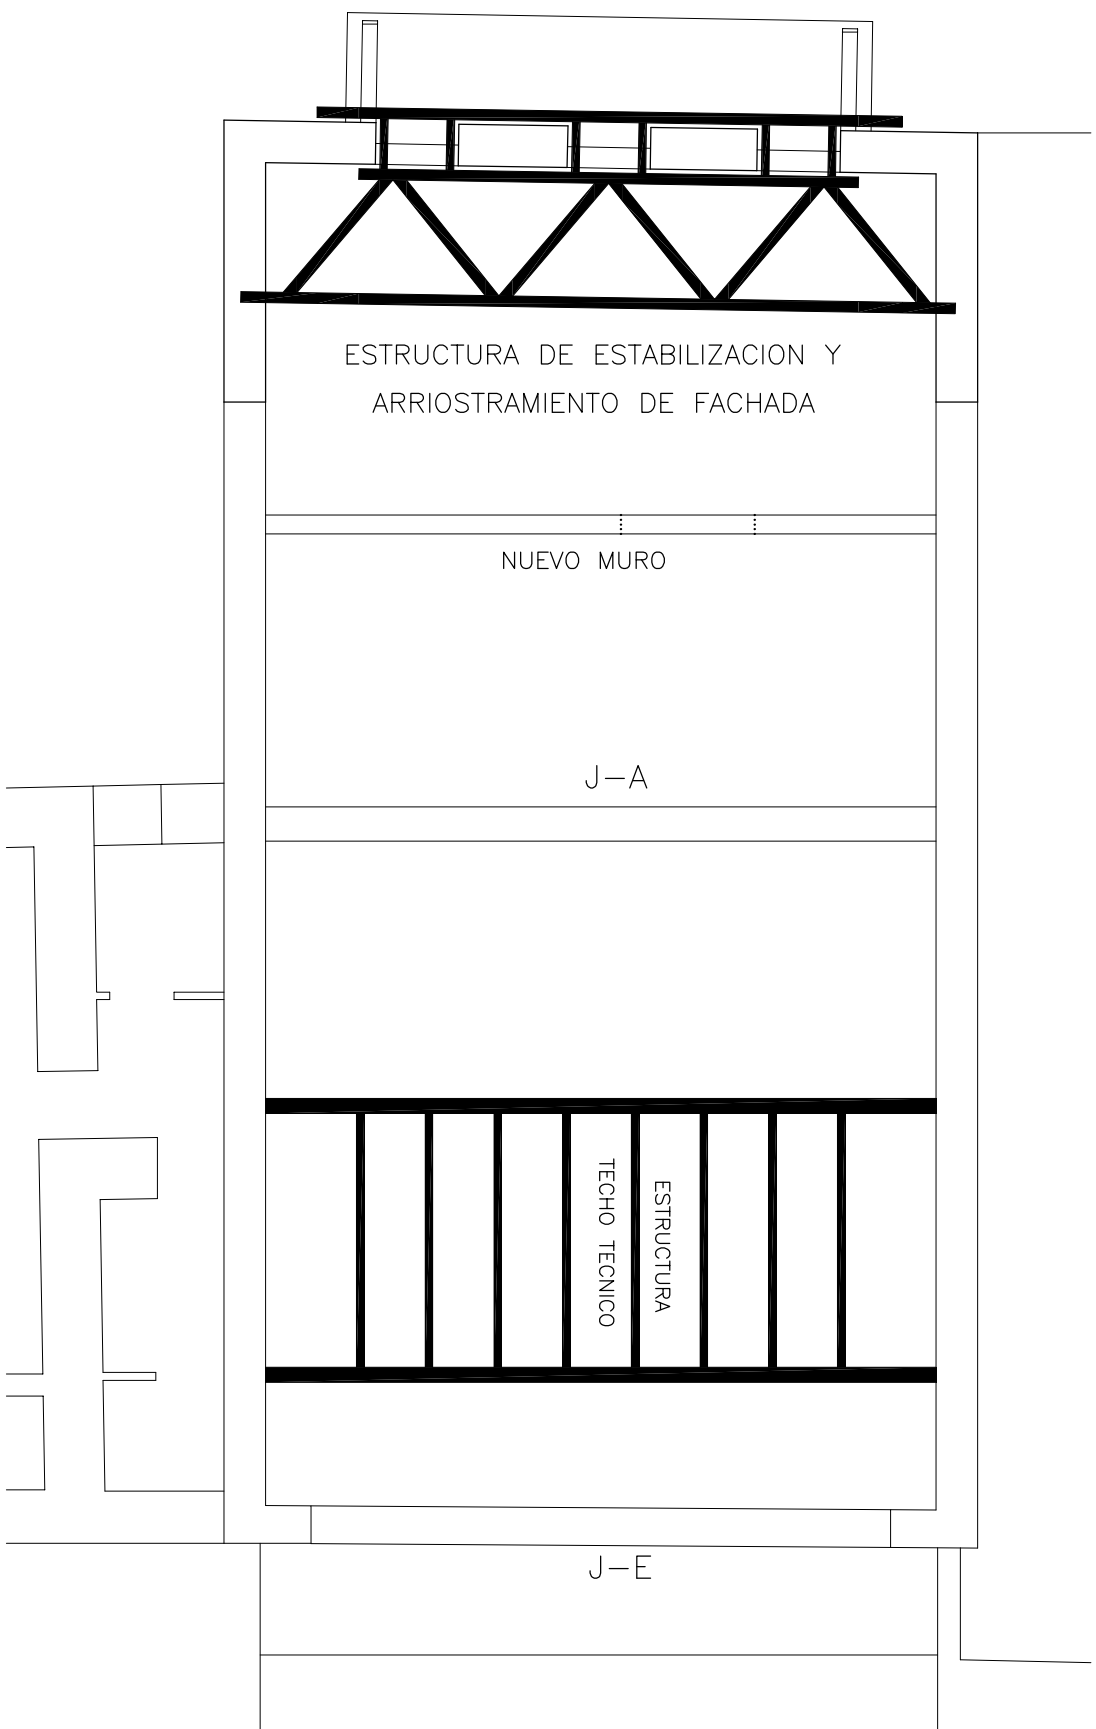 ESTRUCTURA DE ESTABILIZACION Y
ARRIOSTRAMIENTO DE FACHADA
NUEVO MURO
J-A
ESTRUCTURA
TECHO TECNICO
J-E